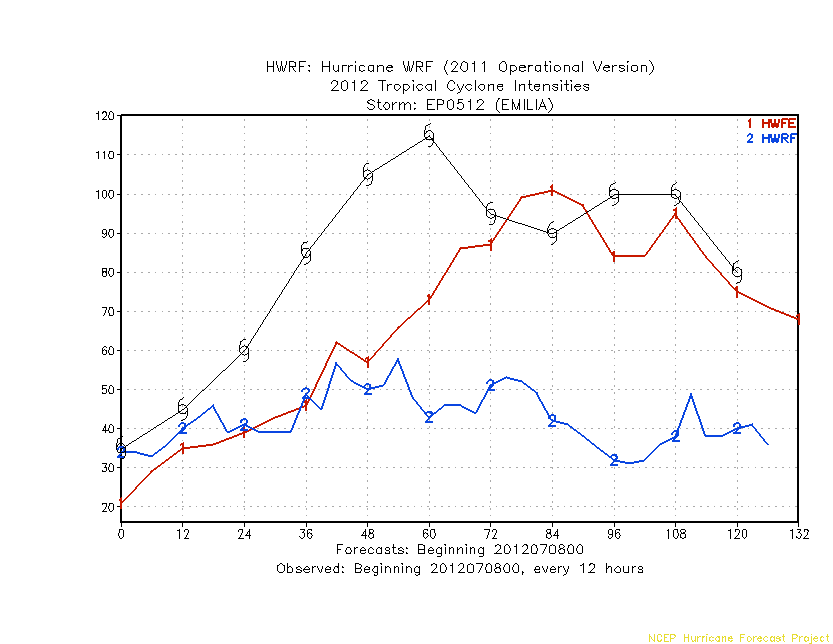 HWRF: Hurricane WRF (2011 Operational Version)
2012 Tropical Cyclone Intensities
Storm: EP0512 (EMILIA)
1 HWFE
2 HWRF
120
110
100
90
80
70
60
50
40
30
20
0 12 24 36 48 60 72 84 96 108 120 132
Forecasts: Beginning 2012070800
Observed: Beginning 2012070800, every 12 hours
NCEP Hurricane Forecast Project